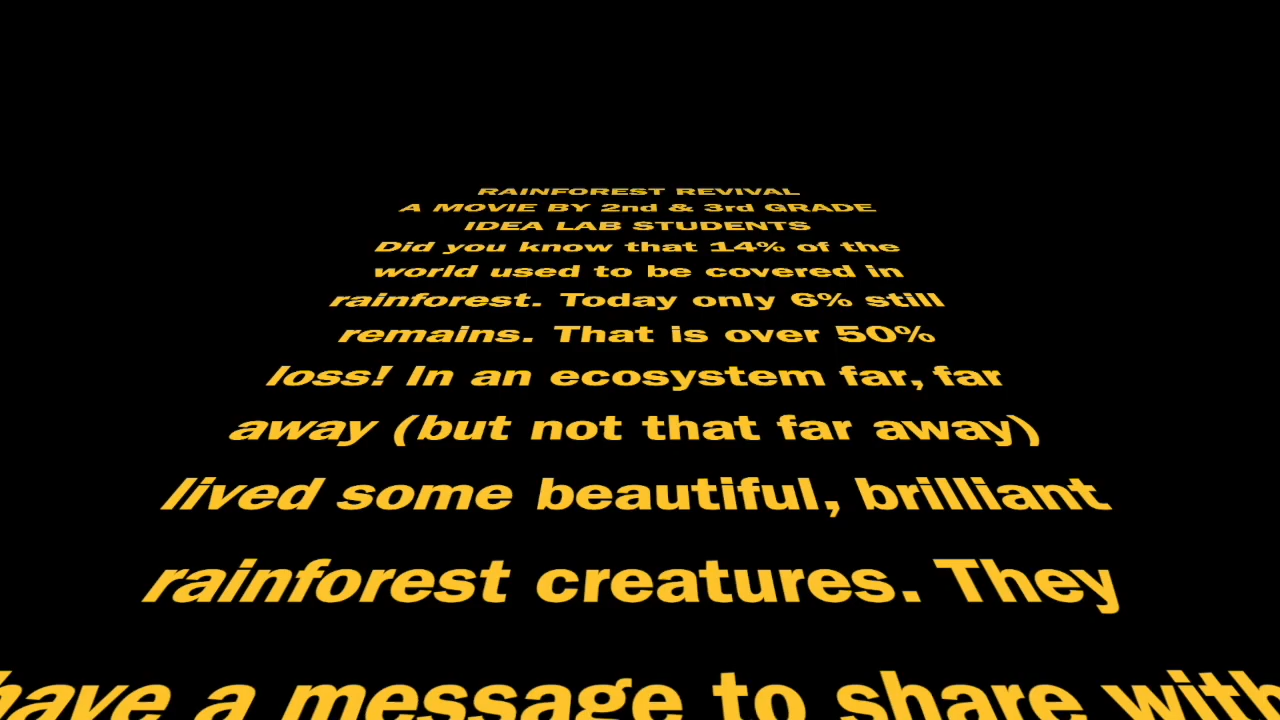 RAINFOREST REVIVAL
A MOVIE BY 2nd & 3rd GRADE
IDEA LAB STUDENTS
Did you know that 14% of the
world used to be covered in
rainforest. Today only 6% still
remains. That is over 50%
loss! In an ecosystem far, far
away (but not that far away)
lived some beautiful, brilliant
rainforest creatures. They
have a message to share with